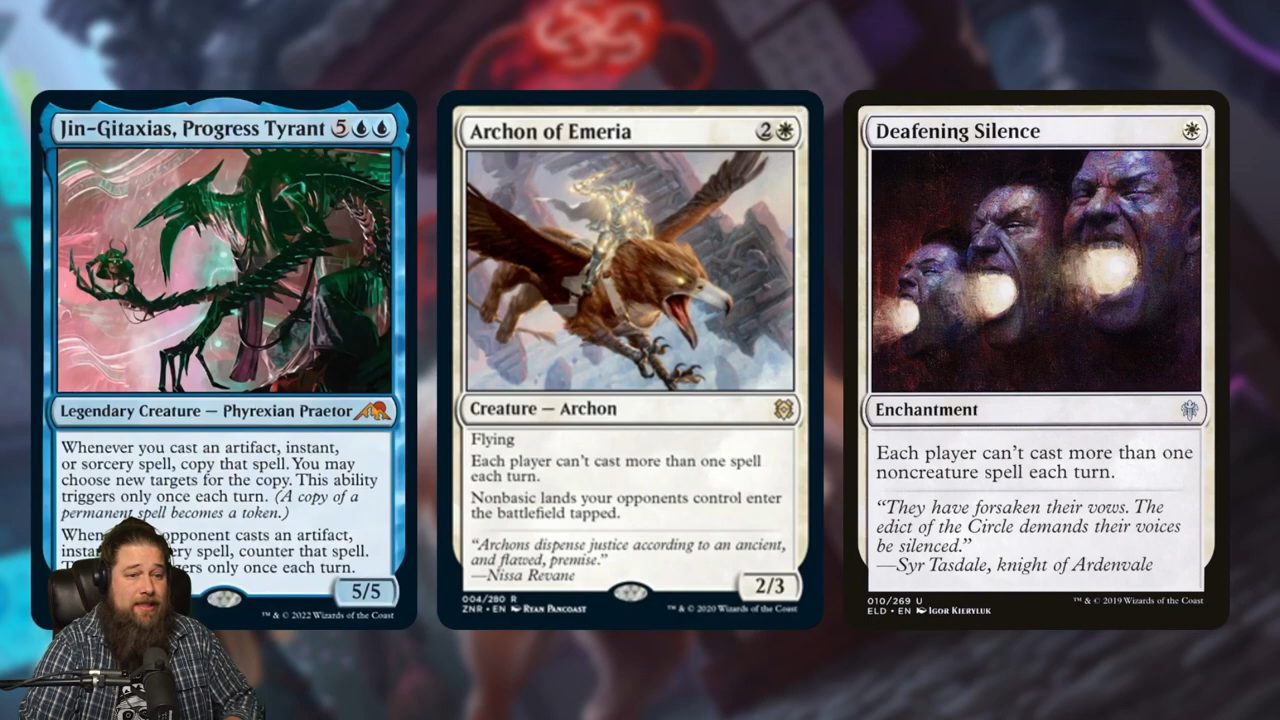 Jin-Gitaxias, Progress Tyrant 5
Legendary Creature — Phyrexian Praetor
Whenever you cast an artifact, instant,
or sorcery spell, copy that spell. You may
choose new targets for the copy. This ability
triggers only once each turn. (A copy of a
permanent spell becomes a token.)
opponent casts an artifact,
spell, counter that spell.
only once each turn.
5/5
™ & © 2022 Wizards of the Coast
Archon of Emeria 2
Creature — Archon
Flying
Each player can't cast more than one spell
each turn.
Nonbasic lands your opponents control enter
the battlefield tapped.
“Archons dispense justice according to an ancient,
and flawed, premise.”
—Nissa Revane
2/3
004/280 R
ZNR • EN Ryan Pancoast
™ & © 2020 Wizards of the Coast
Deafening Silence
Enchantment
Each player can't cast more than one
noncreature spell each turn.
“They have forsaken their vows. The
edict of the Circle demands their voices
be silenced.”
—Syr Tasdale, knight of Ardenvale
010/269 U
ELD • EN Igor Kieryluk
™ & © 2019 Wizards of the Coast